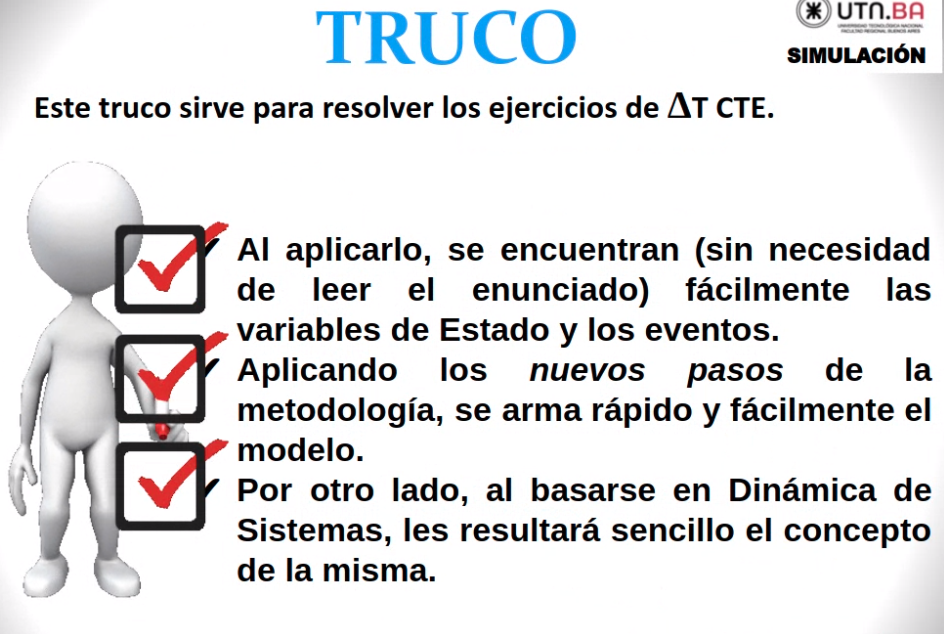 TRUCO
UTN.BA
UNIVERSIDAD TECNOLÓGICA NACIONAL
FACULTAD REGIONAL BUENOS AIRES
SIMULACIÓN
Este truco sirve para resolver los ejercicios de ΔT CTE.
Al aplicarlo, se encuentran (sin necesidad
de leer el enunciado) fácilmente las
variables de Estado y los eventos.
Aplicando los nuevos pasos de la
metodología, se arma rápido y fácilmente el
modelo.
Por otro lado, al basarse en Dinámica de
Sistemas, les resultará sencillo el concepto
de la misma.